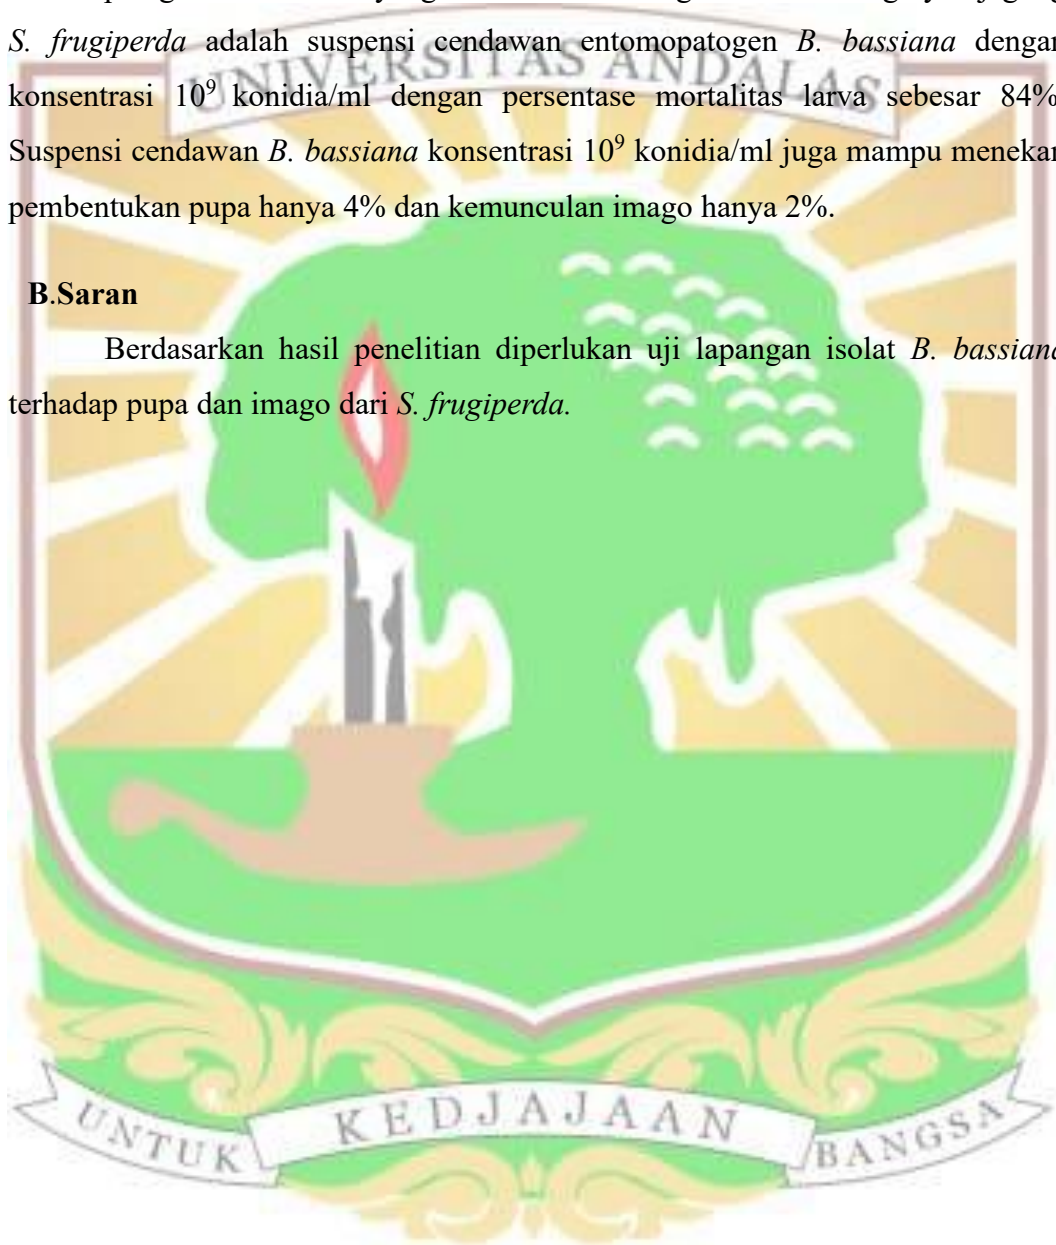 S. frugiperda adalah suspensi cendawan entomopatogen B. bassiana dengan
UNIVERSITAS ANDALAS
konsentrasi 10⁹ konidia/ml dengan persentase mortalitas larva sebesar 84%
Suspensi cendawan B. bassiana konsentrasi 10⁹ konidia/ml juga mampu menekan
pembentukan pupa hanya 4% dan kemunculan imago hanya 2%.
B.Saran
Berdasarkan hasil penelitian diperlukan uji lapangan isolat B. bassiana
terhadap pupa dan imago dari S. frugiperda.
UNTUK KEDJAJAAN BANGSA